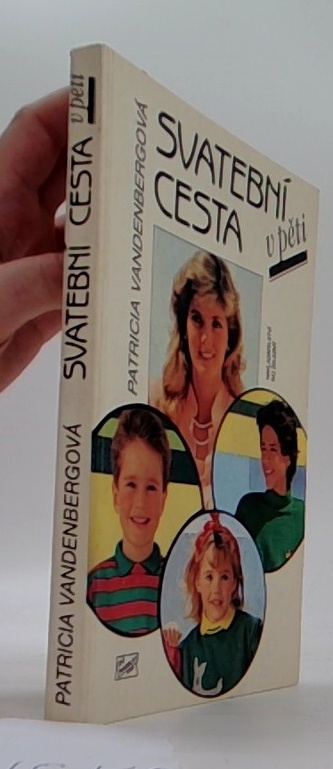 PATRICIA VANDENBERGOVÁ SVATEBNÍ CESTA v pěti
PATRICIA VANDENBERGOVÁ
SVATEBNÍ
CESTA
v pěti